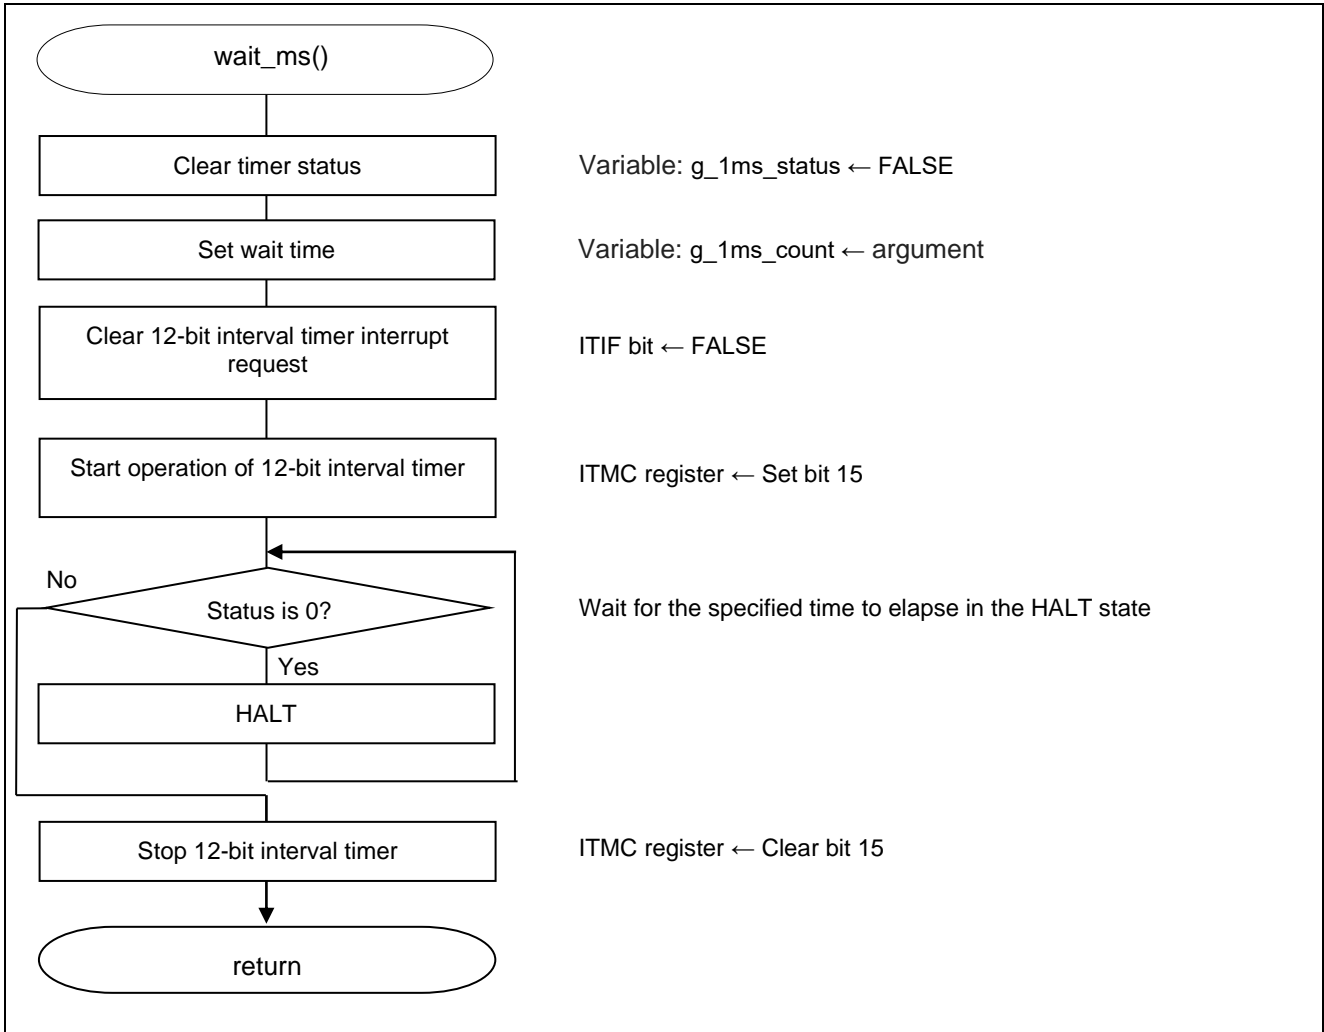 wait_ms()
Clear timer status
Variable: g_1ms_status ← FALSE
Set wait time
Variable: g_1ms_count ← argument
Clear 12-bit interval timer interrupt
request
ITIF bit ← FALSE
Start operation of 12-bit interval timer
ITMC register ← Set bit 15
No
Status is 0?
Wait for the specified time to elapse in the HALT state
Yes
HALT
Stop 12-bit interval timer
ITMC register ← Clear bit 15
return